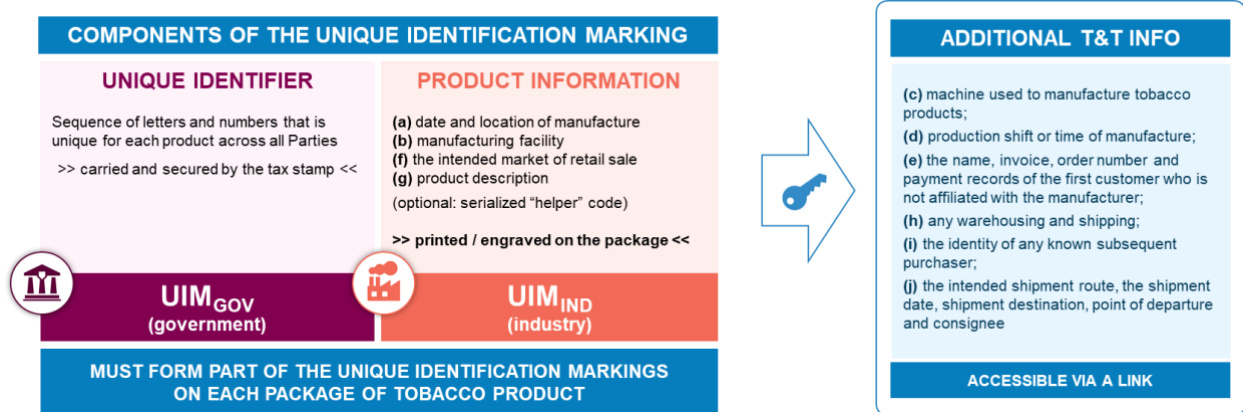 COMPONENTS OF THE UNIQUE IDENTIFICATION MARKING
UNIQUE IDENTIFIER
Sequence of letters and numbers that is
unique for each product across all Parties
>> carried and secured by the tax stamp <<
UIM_GOV
(government)
PRODUCT INFORMATION
(a) date and location of manufacture
(b) manufacturing facility
(f) the intended market of retail sale
(g) product description
(optional: serialized “helper” code)
>> printed / engraved on the package <<
UIM_IND
(industry)
MUST FORM PART OF THE UNIQUE IDENTIFICATION MARKINGS
ON EACH PACKAGE OF TOBACCO PRODUCT
ADDITIONAL T&T INFO
(c) machine used to manufacture tobacco
products;
(d) production shift or time of manufacture;
(e) the name, invoice, order number and
payment records of the first customer who is
not affiliated with the manufacturer;
(h) any warehousing and shipping;
(i) the identity of any known subsequent
purchaser;
(j) the intended shipment route, the shipment
date, shipment destination, point of departure
and consignee
ACCESSIBLE VIA A LINK